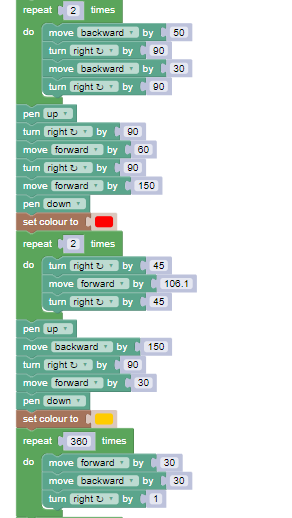 repeat 2 times
do move backward by 50
turn right ↻ by 90
move backward by 30
turn right ↻ by 90
pen up
turn right ↻ by 90
move forward by 60
turn right ↻ by 90
move forward by 150
pen down
set colour to
repeat 2 times
do turn right ↻ by 45
move forward by 106.1
turn right ↻ by 45
pen up
move backward by 150
turn right ↻ by 90
move forward by 30
pen down
set colour to
repeat 360 times
do move forward by 30
move backward by 30
turn right ↻ by 1